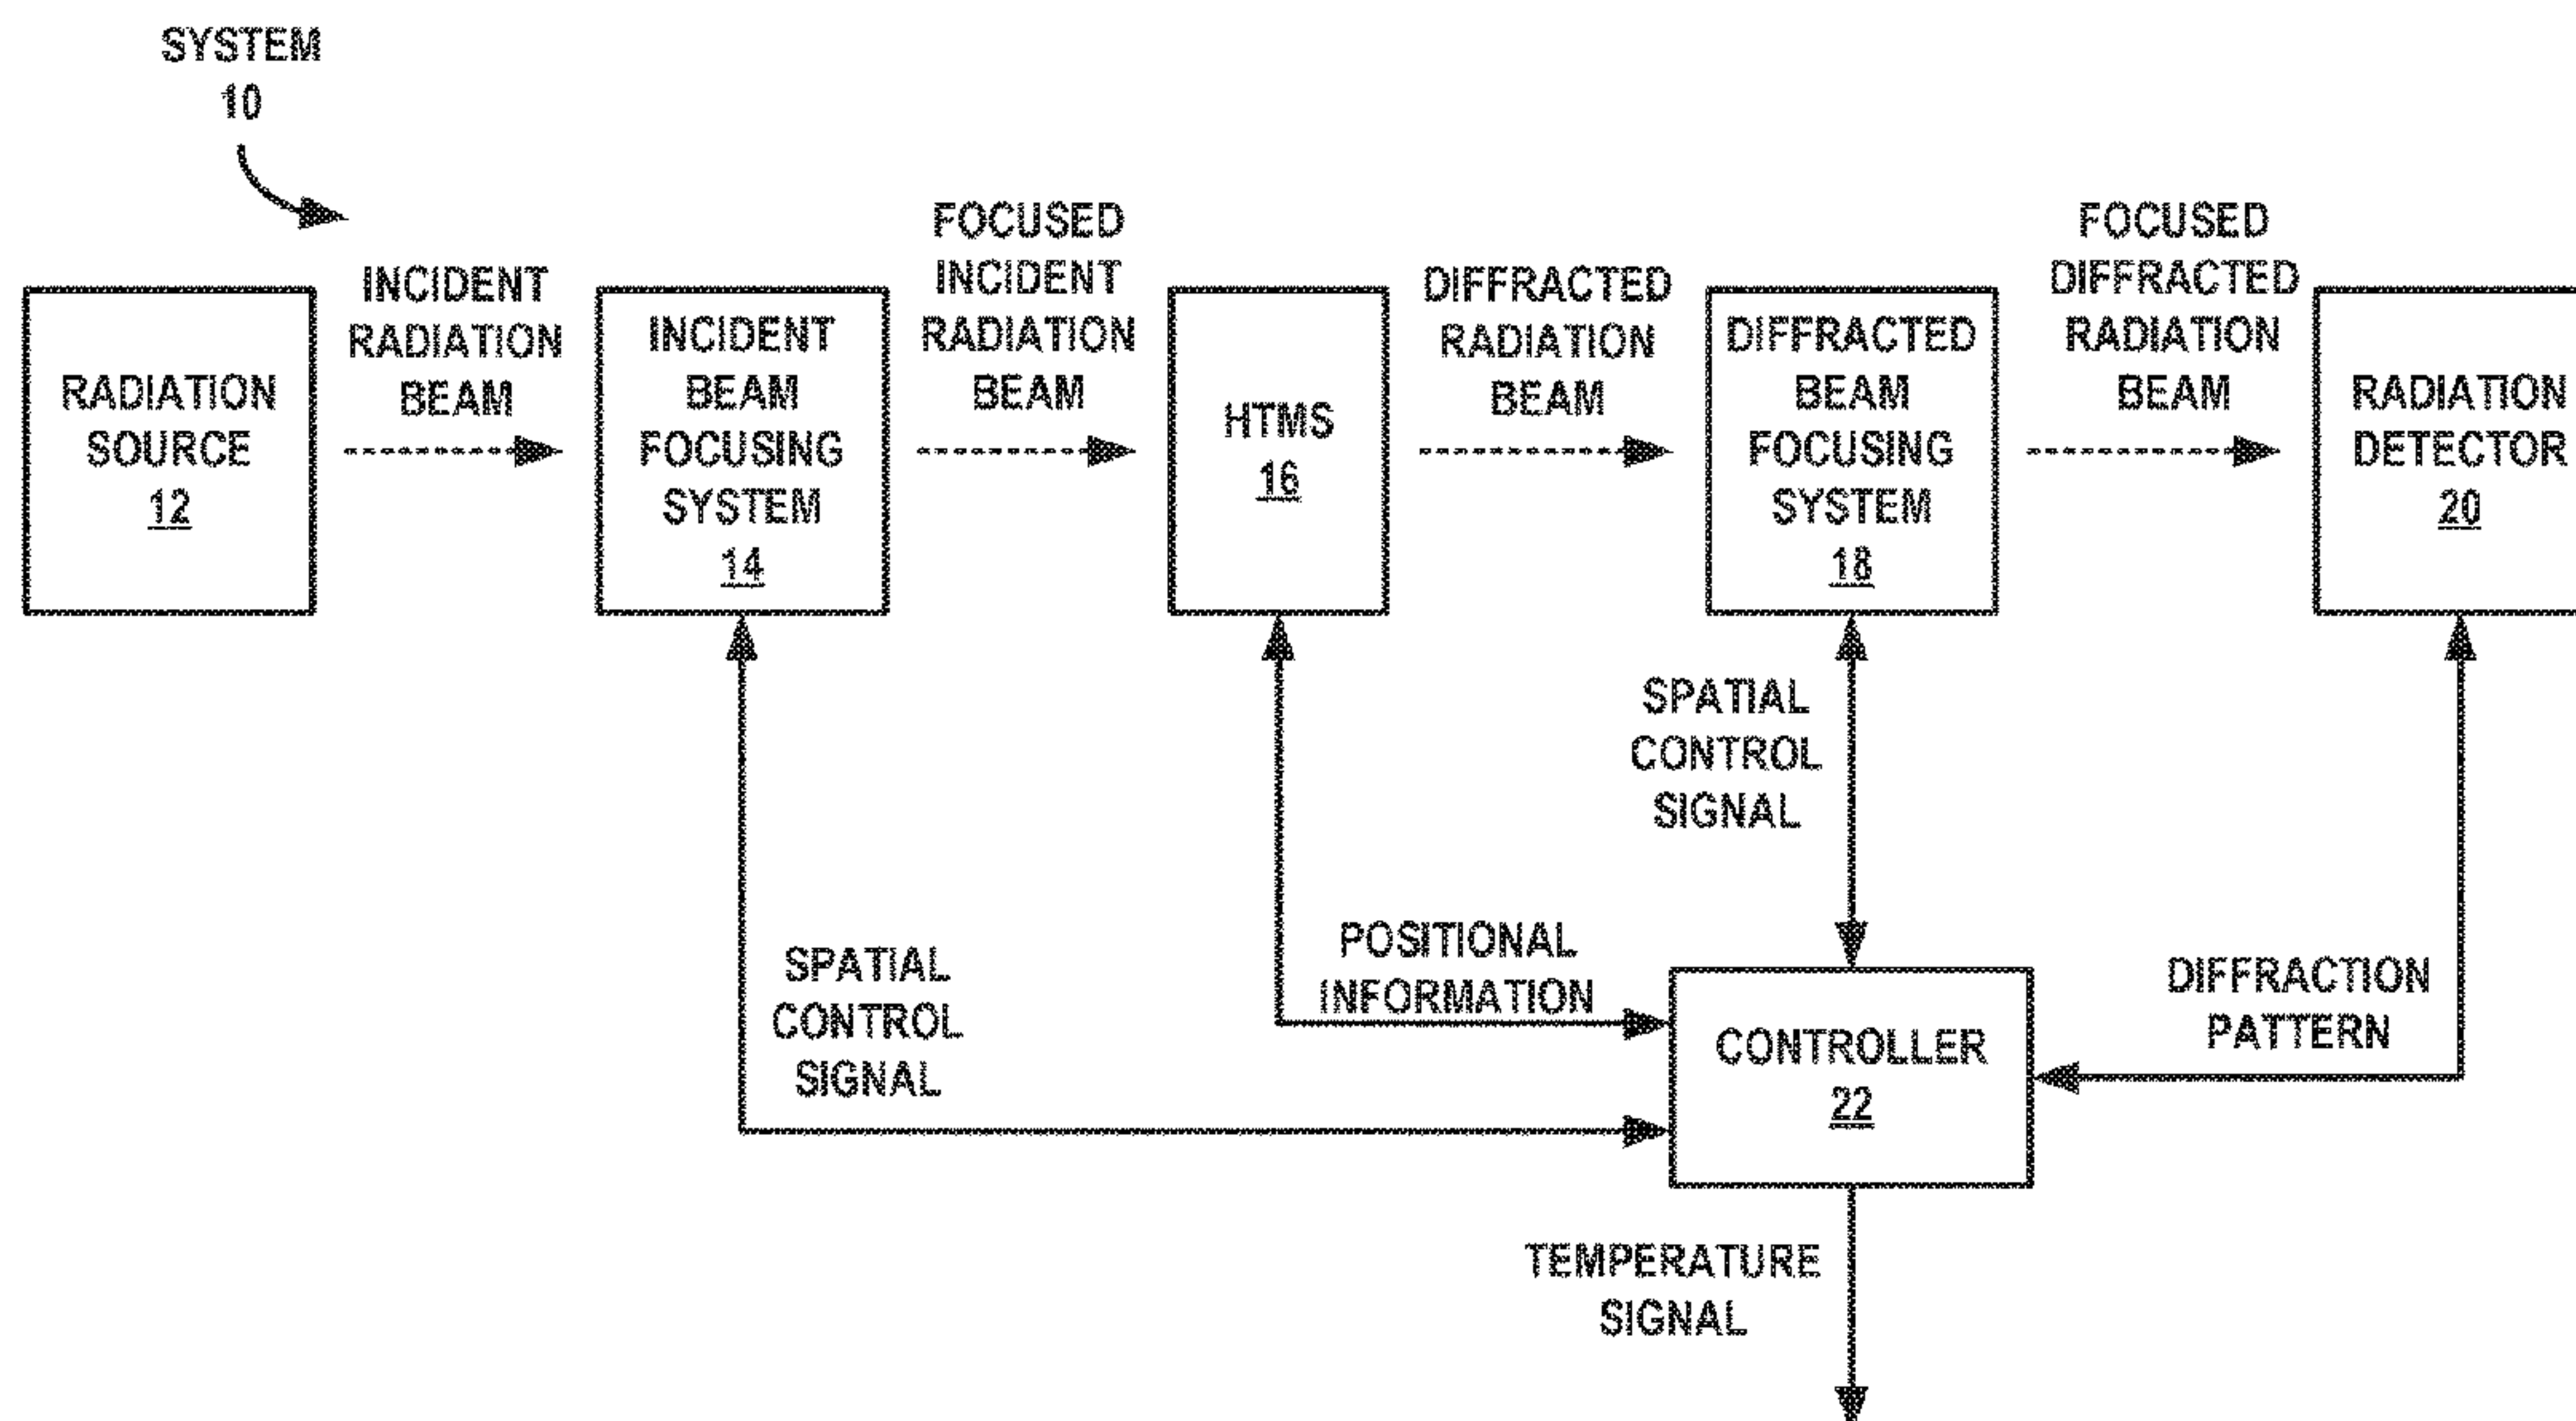 SYSTEM
10
INCIDENT
RADIATION
BEAM
FOCUSED
INCIDENT
RADIATION
BEAM
DIFFRACTED
RADIATION
BEAM
FOCUSED
DIFFRACTED
RADIATION
BEAM
RADIATION
SOURCE
12
INCIDENT
BEAM
FOCUSING
SYSTEM
14
HTMS
16
DIFFRACTED
BEAM
FOCUSING
SYSTEM
18
RADIATION
DETECTOR
20
SPATIAL
CONTROL
SIGNAL
POSITIONAL
INFORMATION
SPATIAL
CONTROL
SIGNAL
DIFFRACTION
PATTERN
CONTROLLER
22
TEMPERATURE
SIGNAL